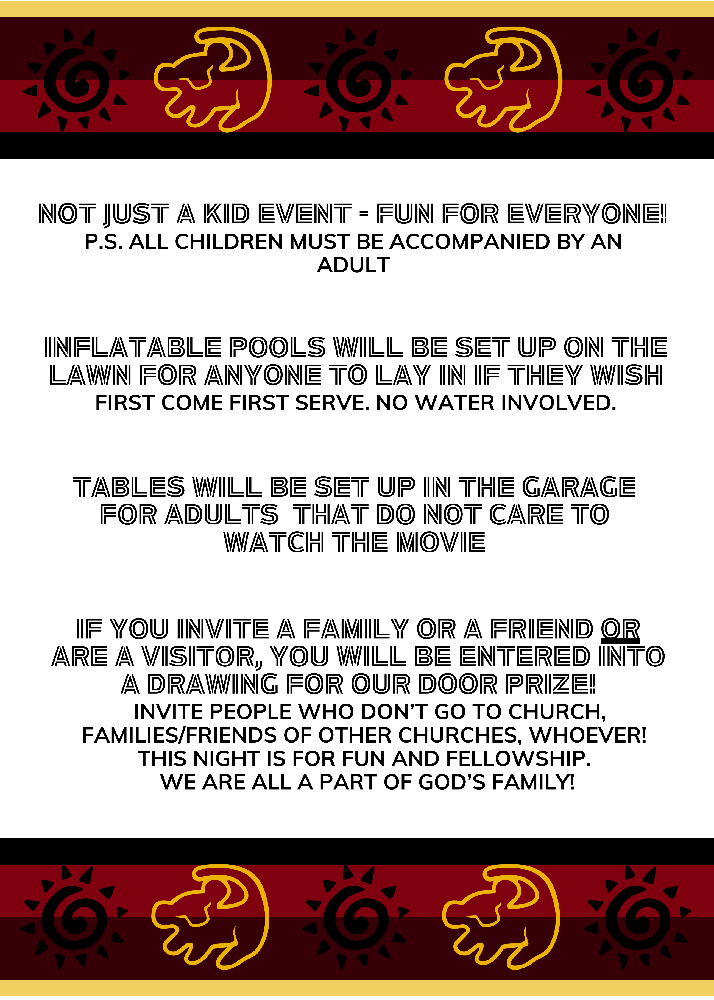 NOT JUST A KID EVENT = FUN FOR EVERYONE!
P.S. ALL CHILDREN MUST BE ACCOMPANIED BY AN
ADULT
INFLATABLE POOLS WILL BE SET UP ON THE
LAWN FOR ANYONE TO LAY IN IF THEY WISH
FIRST COME FIRST SERVE. NO WATER INVOLVED.
TABLES WILL BE SET UP IN THE GARAGE
FOR ADULTS THAT DO NOT CARE TO
WATCH THE MOVIE
IF YOU INVITE A FAMILY OR A FRIEND OR
ARE A VISITOR, YOU WILL BE ENTERED INTO
A DRAWING FOR OUR DOOR PRIZE!
INVITE PEOPLE WHO DON’T GO TO CHURCH,
FAMILIES/FRIENDS OF OTHER CHURCHES, WHOEVER!
THIS NIGHT IS FOR FUN AND FELLOWSHIP.
WE ARE ALL A PART OF GOD’S FAMILY!